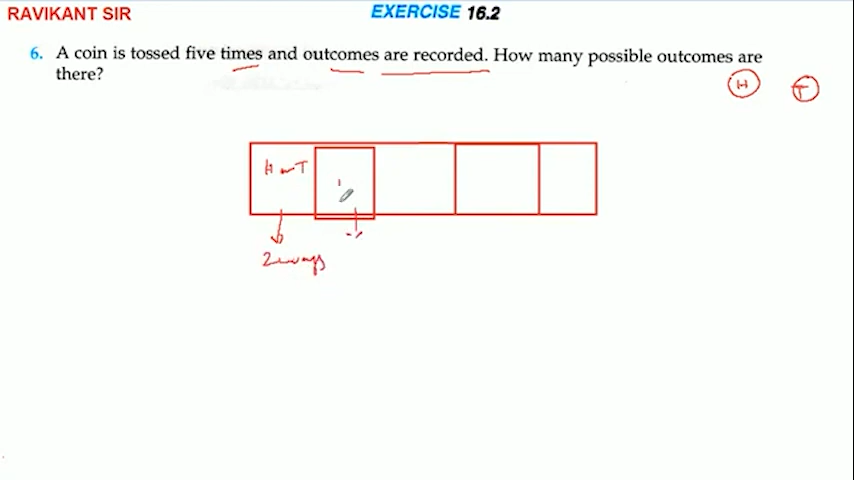 RAVIKANT SIR
EXERCISE 16.2
6. A coin is tossed five times and outcomes are recorded. How many possible outcomes are
there?
H T
H or T
2 ways